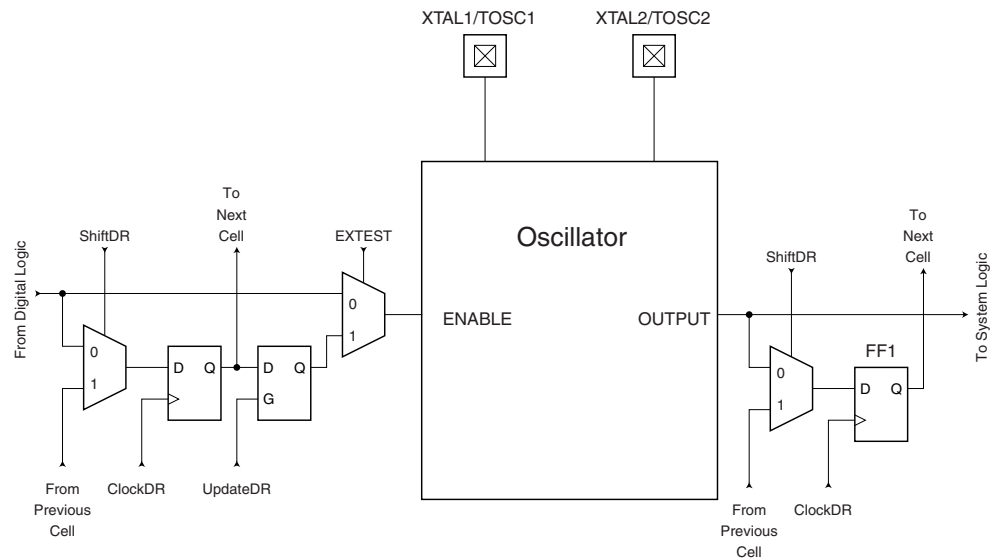 XTAL1/TOSC1
XTAL2/TOSC2
Oscillator
ENABLE
OUTPUT
From Digital Logic
ShiftDR
To
Next
Cell
EXTEST
0
1
0
1
D Q
D Q
G
From
Previous
Cell
ClockDR
UpdateDR
ShiftDR
To
Next
Cell
To System Logic
FF1
0
1
D Q
From
Previous
Cell
ClockDR